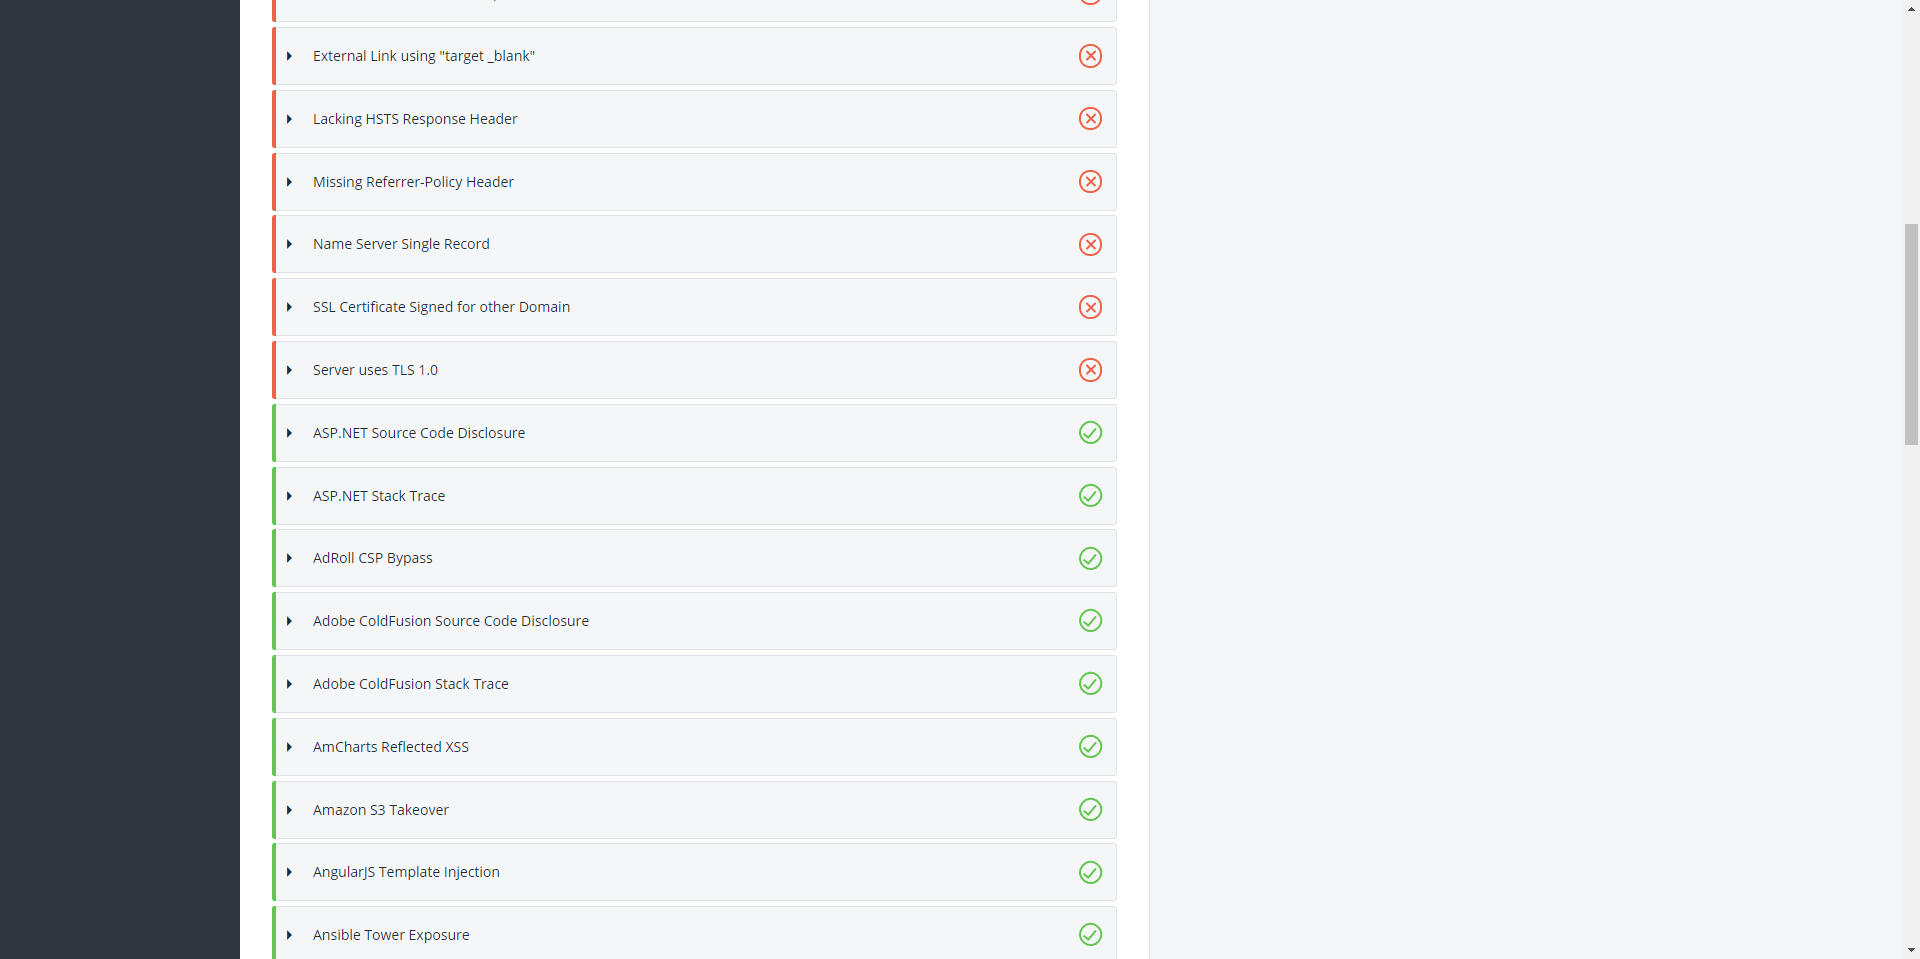 External Link using "target _blank"
Lacking HSTS Response Header
Missing Referrer-Policy Header
Name Server Single Record
SSL Certificate Signed for other Domain
Server uses TLS 1.0
ASP.NET Source Code Disclosure
ASP.NET Stack Trace
AdRoll CSP Bypass
Adobe ColdFusion Source Code Disclosure
Adobe ColdFusion Stack Trace
AmCharts Reflected XSS
Amazon S3 Takeover
AngularJS Template Injection
Ansible Tower Exposure